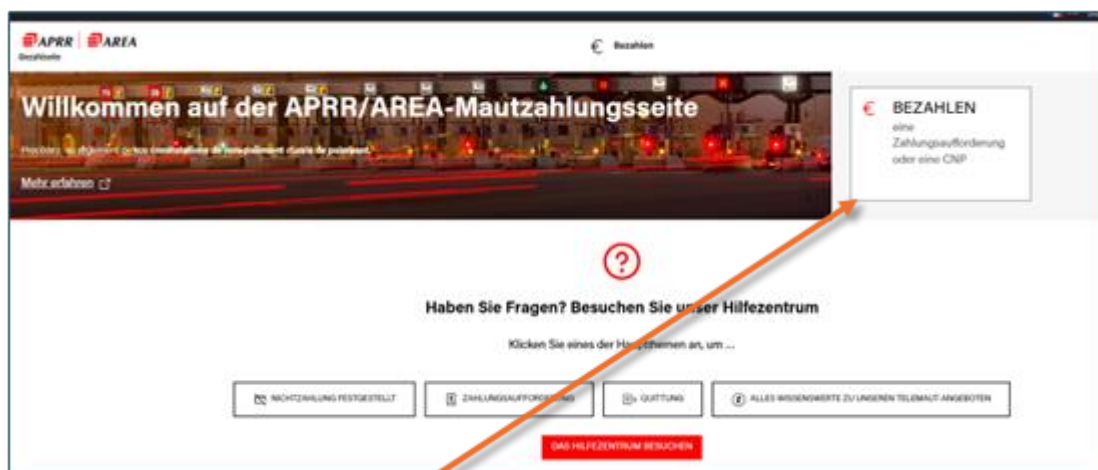 APRR AREA
Bezahlseite
€ Bezahlen
Willkommen auf der APRR/AREA-Mautzahlungsseite
Mehr erfahren
€ BEZAHLEN
eine
Zahlungsaufforderung
oder eine CNP
Haben Sie Fragen? Besuchen Sie unser Hilfezentrum
Klicken Sie eines der Hauptthemen an, um ...
NICHTZAHLUNG FESTGESTELLT
ZAHLUNGSAUFFORDERUNG
QUITTUNG
ALLES WISSENSWERTE ZU UNSEREN TELEMAUT-ANGEBOTEN
DAS HILFEZENTRUM BESUCHEN